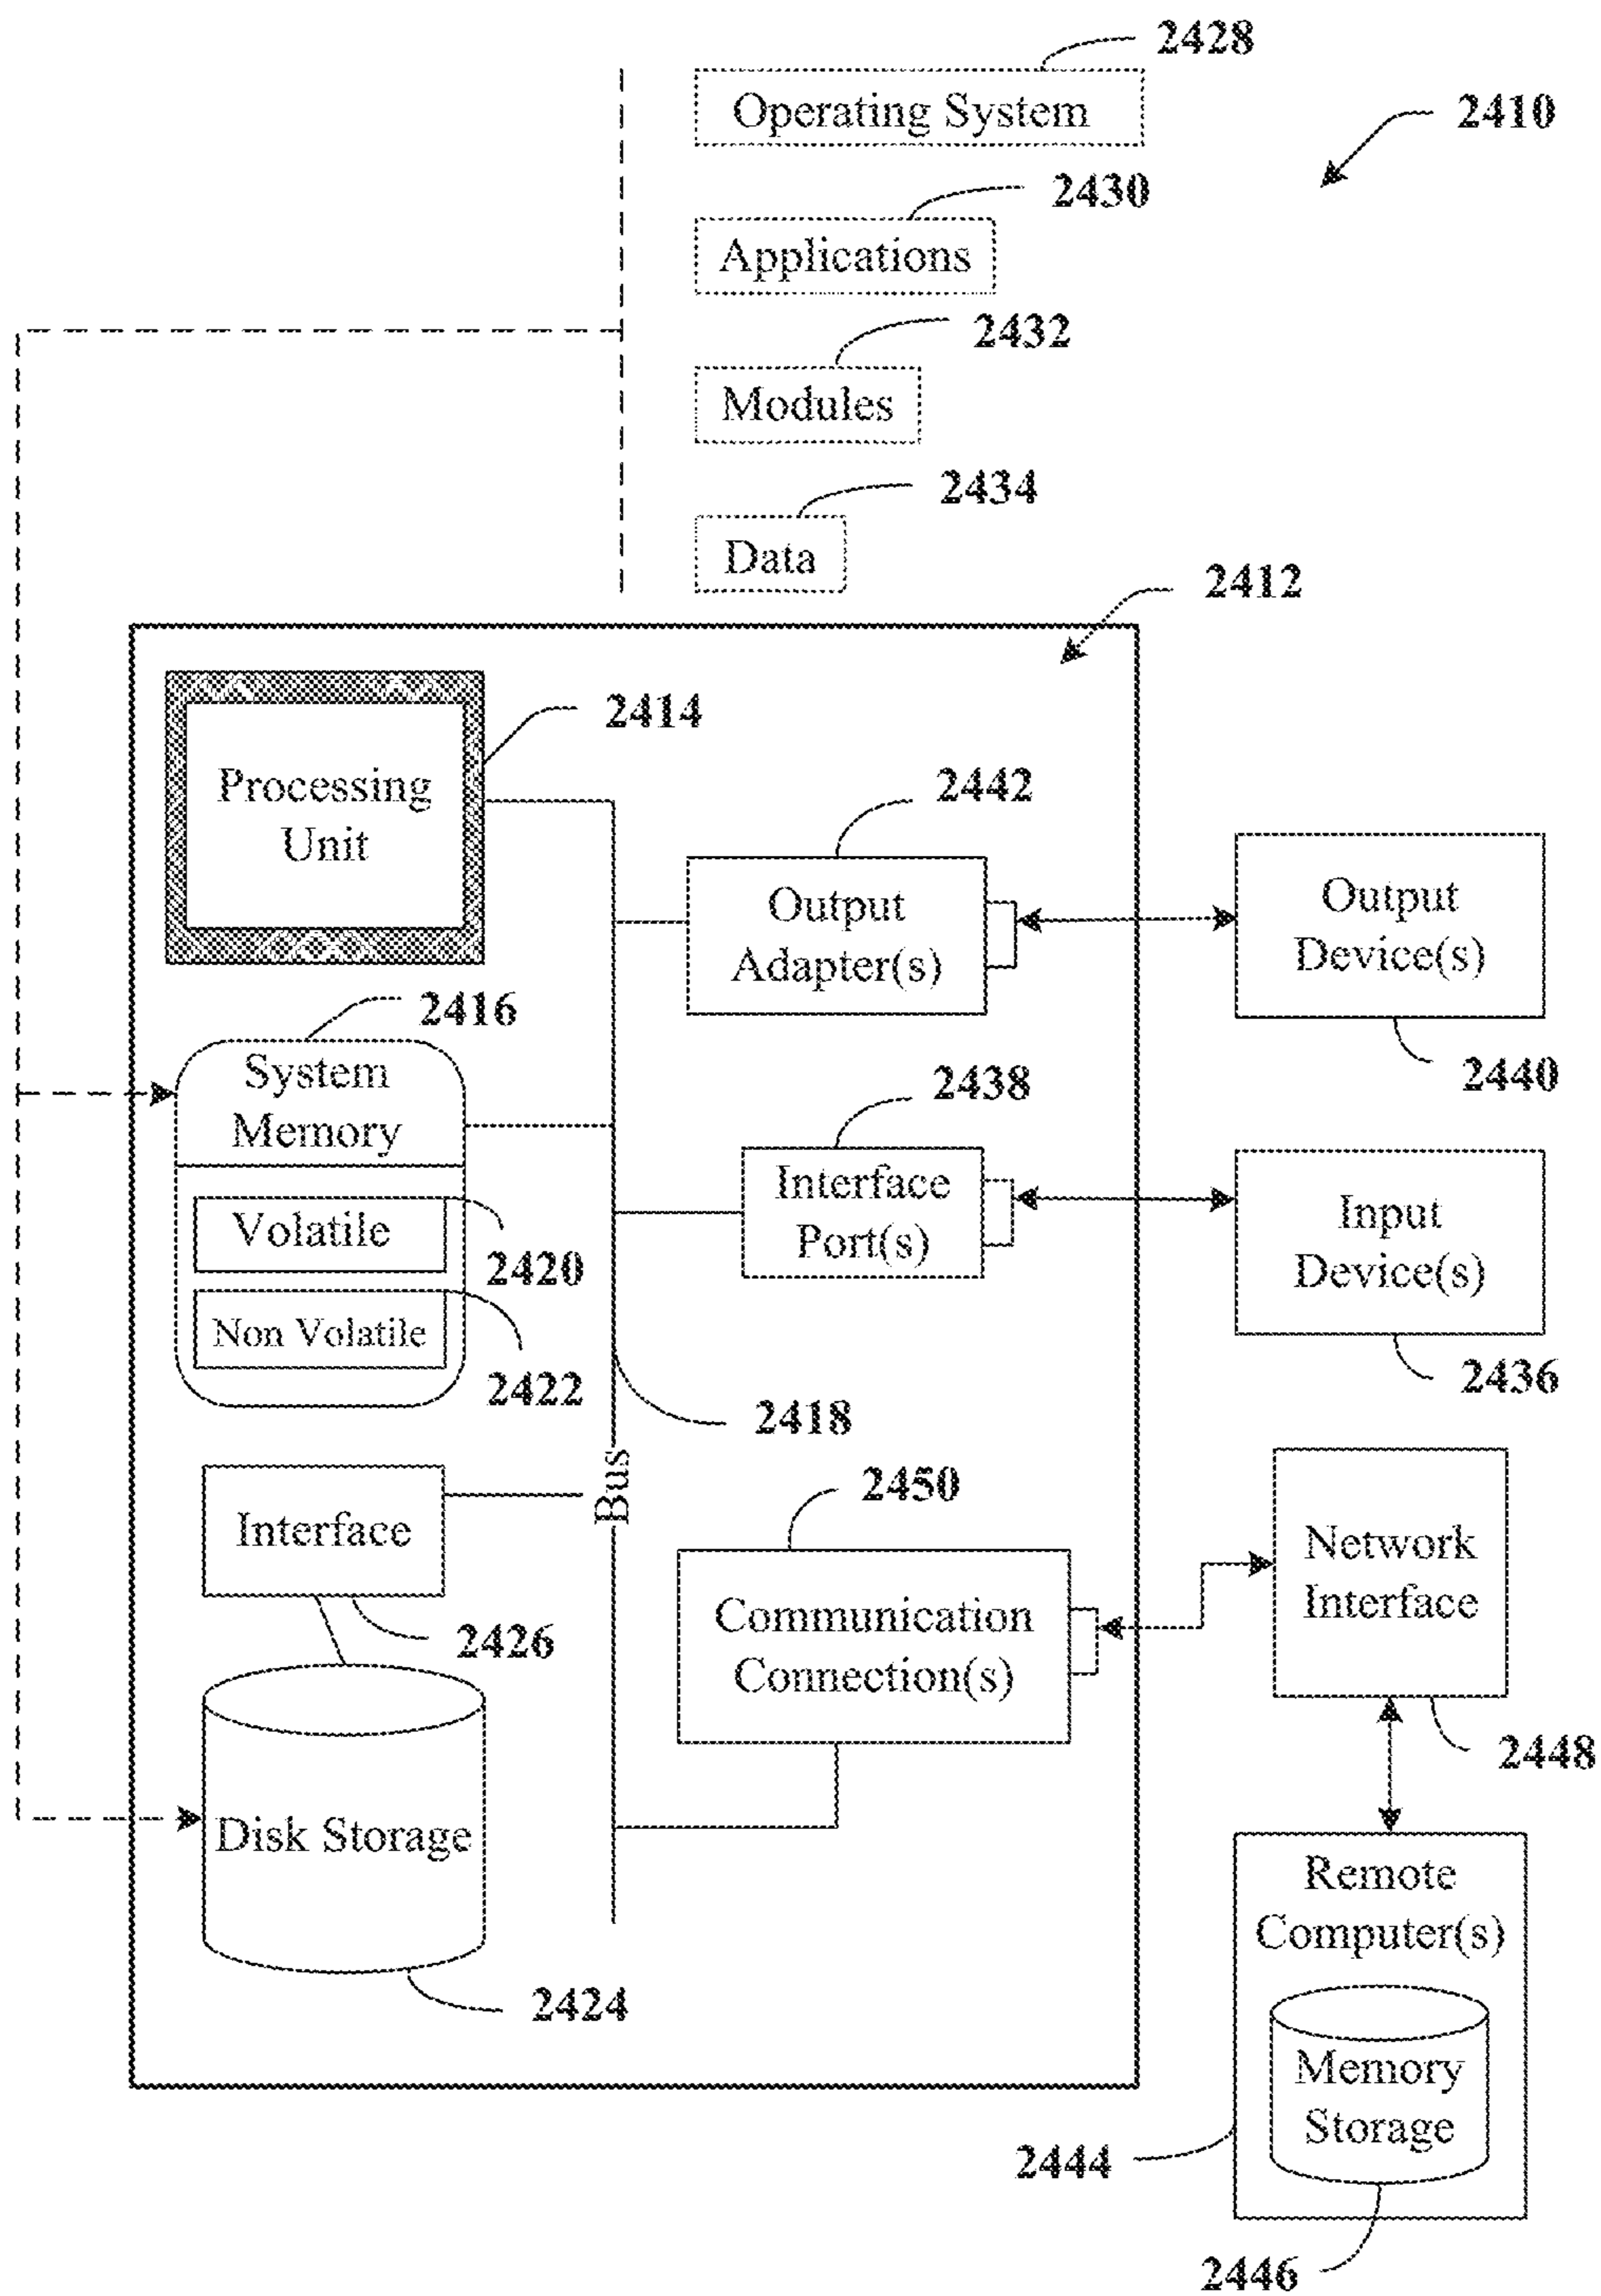 2428
Operating System
2410
2430
Applications
2432
Modules
2434
Data
2412
2414
Processing
Unit
2442
Output
Adapter(s)
Output
Device(s)
2440
2416
System
Memory
2438
Interface
Port(s)
Input
Device(s)
2436
Volatile
2420
Non Volatile
2422
2418
Bus
Interface
2426
2450
Communication
Connection(s)
Network
Interface
2448
Disk Storage
2424
Remote
Computer(s)
Memory
Storage
2444
2446